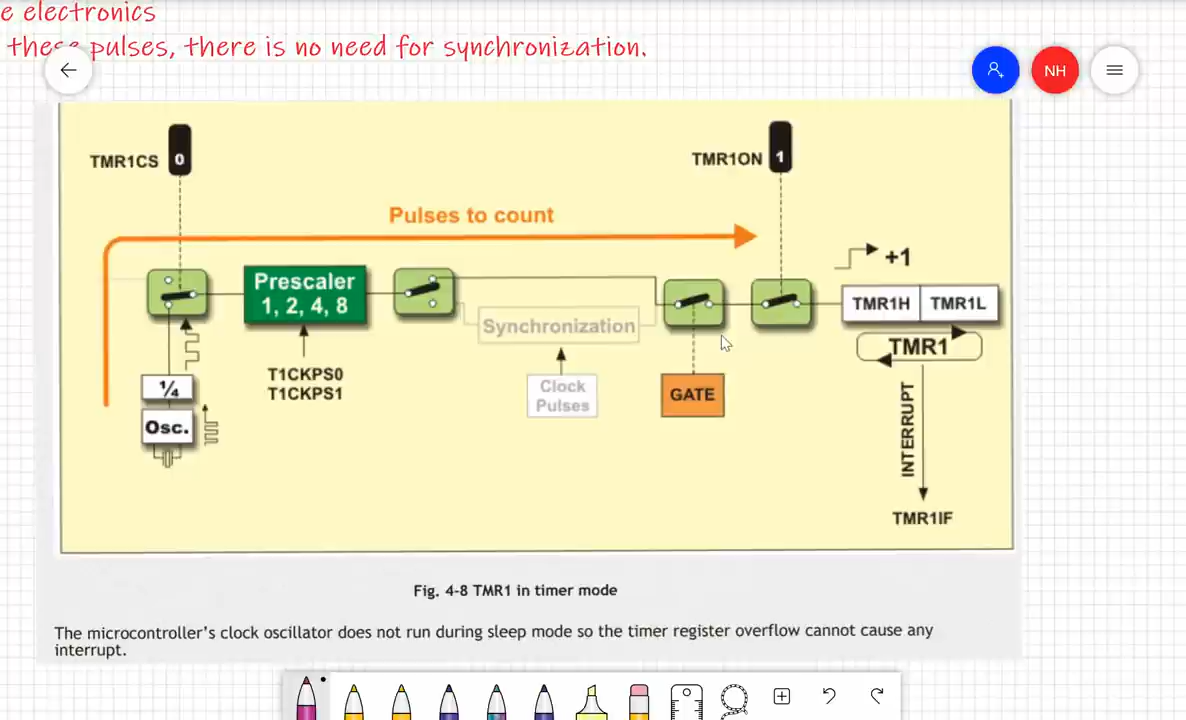 e electronics
these pulses, there is no need for synchronization.
NH
TMR1CS 0
TMR1ON 1
Pulses to count
+1
Prescaler
1, 2, 4, 8
TMR1H TMR1L
Synchronization
TMR1
T1CKPS0
T1CKPS1
¼
Clock
Pulses
GATE
Osc.
INTERRUPT
TMR1IF
Fig. 4-8 TMR1 in timer mode
The microcontroller's clock oscillator does not run during sleep mode so the timer register overflow cannot cause any
interrupt.